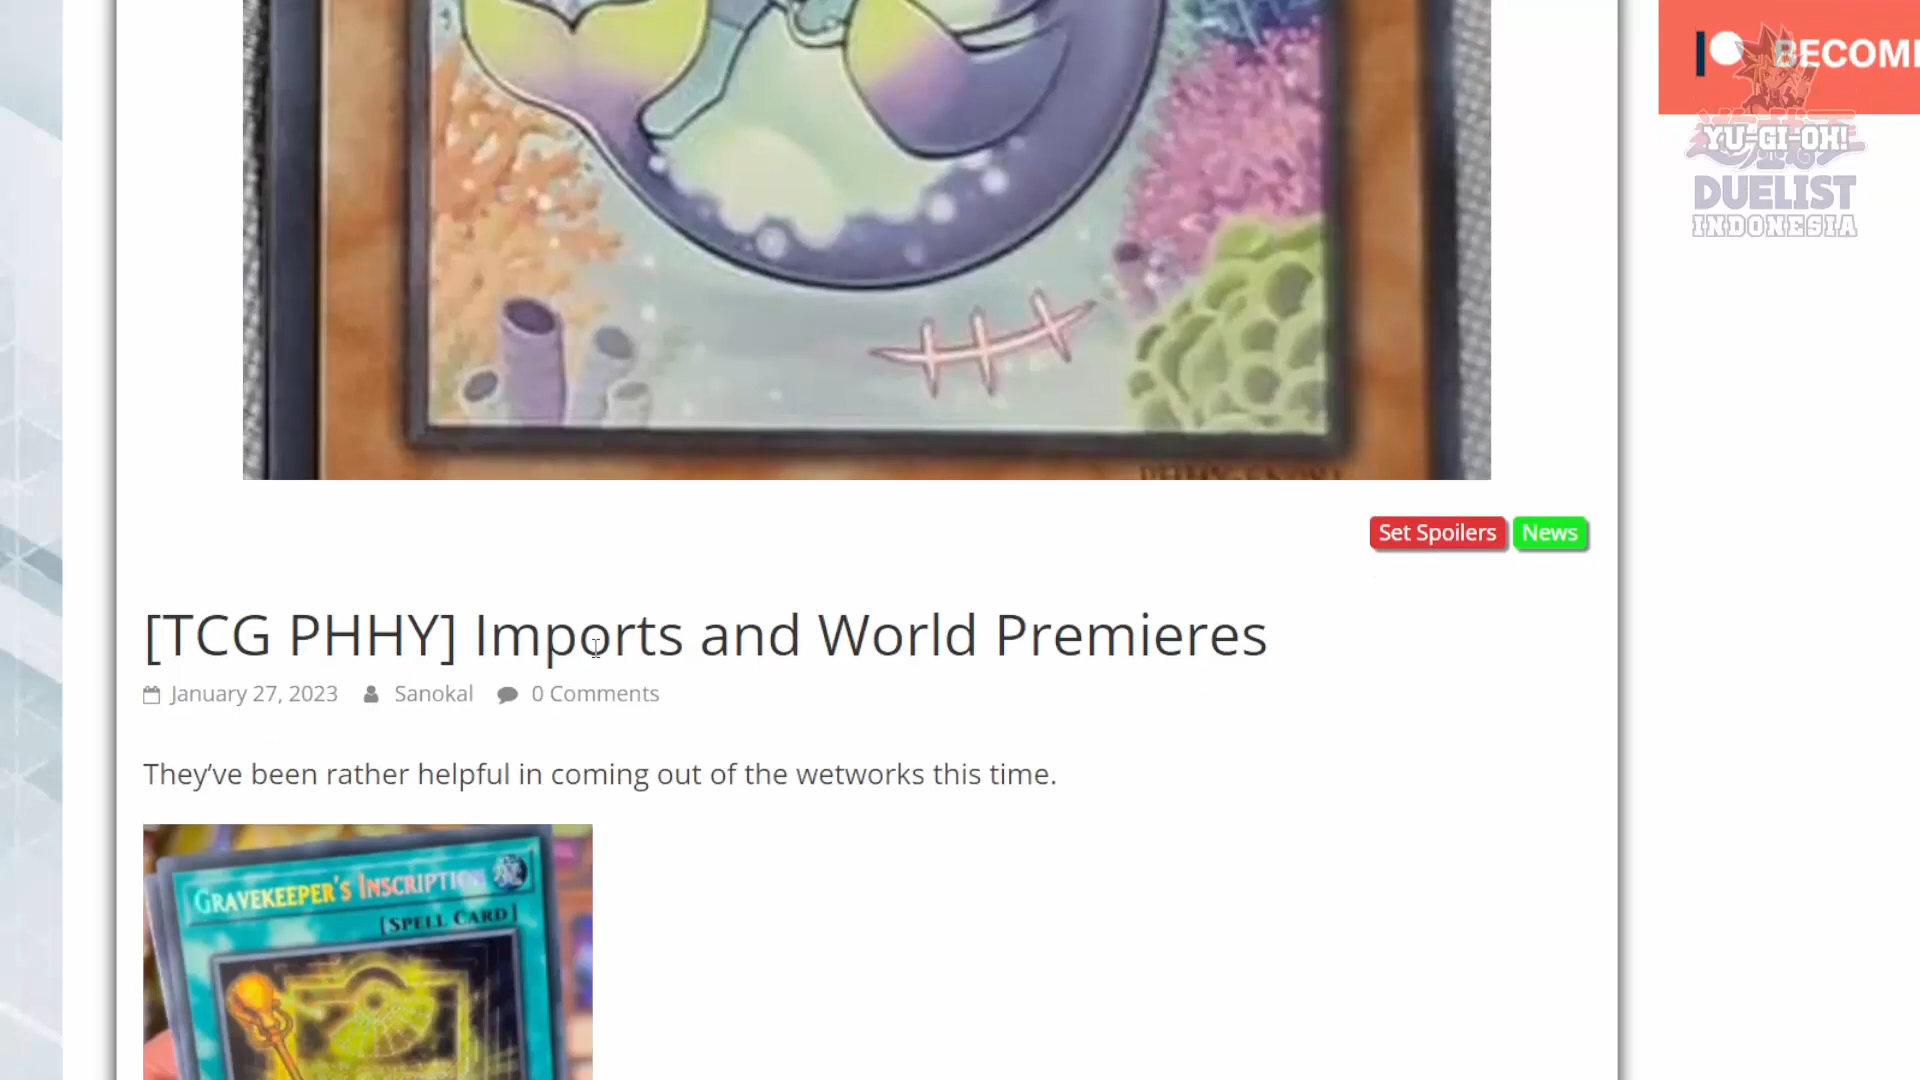 BECOM
YU-GI-OH!
DUELIST
INDONESIA
Set Spoilers News
[TCG PHHY] Imports and World Premieres
January 27, 2023 Sanokal 0 Comments
They've been rather helpful in coming out of the wetworks this time.
GRAVEKEEPER'S INSCRIPTION
[SPELL CARD]